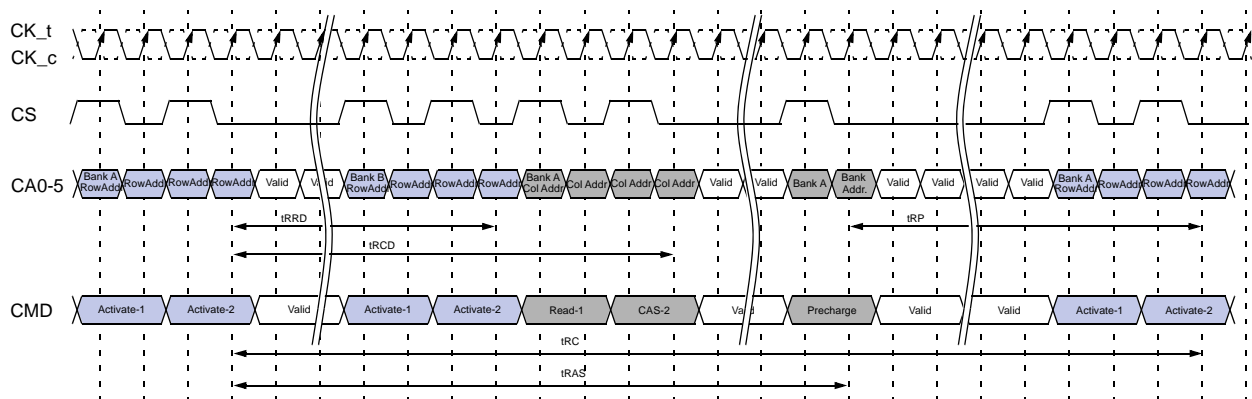 CK_t
CK_c
CS
CA0-5
Bank A RowAddr RowAddr RowAddr RowAddr Valid Valid Bank B RowAddr RowAddr RowAddr RowAddr Bank A Col Addr Col Addr Col Addr Col Addr Valid Valid Bank A Bank Addr. Valid Valid Valid Valid Bank A RowAddr RowAddr RowAddr RowAddr
tRRD
tRP
tRCD
CMD
Activate-1 Activate-2 Valid Activate-1 Activate-2 Read-1 CAS-2 Valid Precharge Valid Valid Activate-1 Activate-2
tRC
tRAS